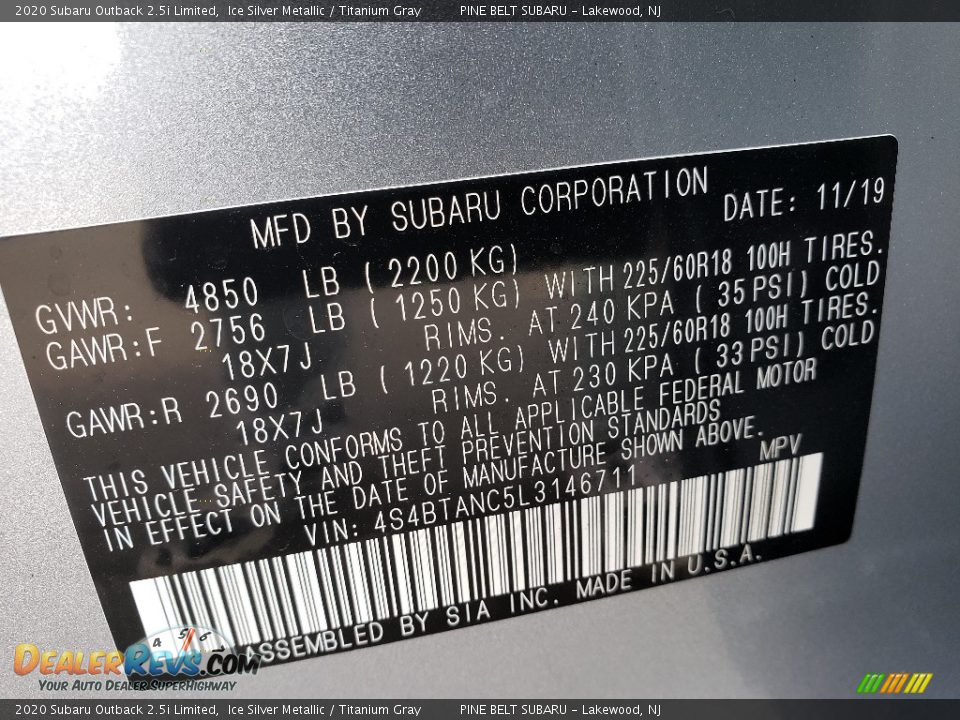 2020 Subaru Outback 2.5i Limited, Ice Silver Metallic / Titanium Gray PINE BELT SUBARU - Lakewood, NJ
MFD BY SUBARU CORPORATION DATE: 11/19
GVWR: 4850 LB ( 2200 KG)
GAWR:F 2756 LB ( 1250 KG) WITH 225/60R18 100H TIRES.
18X7J RIMS. AT 240 KPA ( 35 PSI) COLD
GAWR:R 2690 LB ( 1220 KG) WITH 225/60R18 100H TIRES.
18X7J RIMS. AT 230 KPA ( 33 PSI) COLD
THIS VEHICLE CONFORMS TO ALL APPLICABLE FEDERAL MOTOR
VEHICLE SAFETY AND THEFT PREVENTION STANDARDS
IN EFFECT ON THE DATE OF MANUFACTURE SHOWN ABOVE.
VIN: 4S4BTANC5L3146711 MPV
ASSEMBLED BY SIA INC. MADE IN U.S.A.
4 5 6
DEALERREVS.COM
YOUR AUTO DEALER SUPERHIGHWAY
2020 Subaru Outback 2.5i Limited, Ice Silver Metallic / Titanium Gray PINE BELT SUBARU - Lakewood, NJ